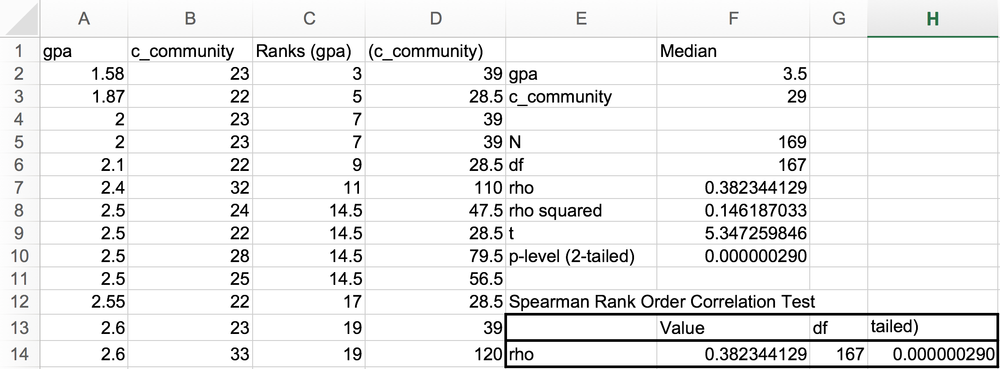 A B C D E F G H
1 gpa c_community Ranks (gpa) (c_community) Median
2 1.58 23 3 39 gpa 3.5
3 1.87 22 5 28.5 c_community 29
4 2 23 7 39
5 2 23 7 39 N 169
6 2.1 22 9 28.5 df 167
7 2.4 32 11 110 rho 0.382344129
8 2.5 24 14.5 47.5 rho squared 0.146187033
9 2.5 22 14.5 28.5 t 5.347259846
10 2.5 28 14.5 79.5 p-level (2-tailed) 0.000000290
11 2.5 25 14.5 56.5
12 2.55 22 17 28.5 Spearman Rank Order Correlation Test
13 2.6 23 19 39 Value df tailed)
14 2.6 33 19 120 rho 0.382344129 167 0.000000290